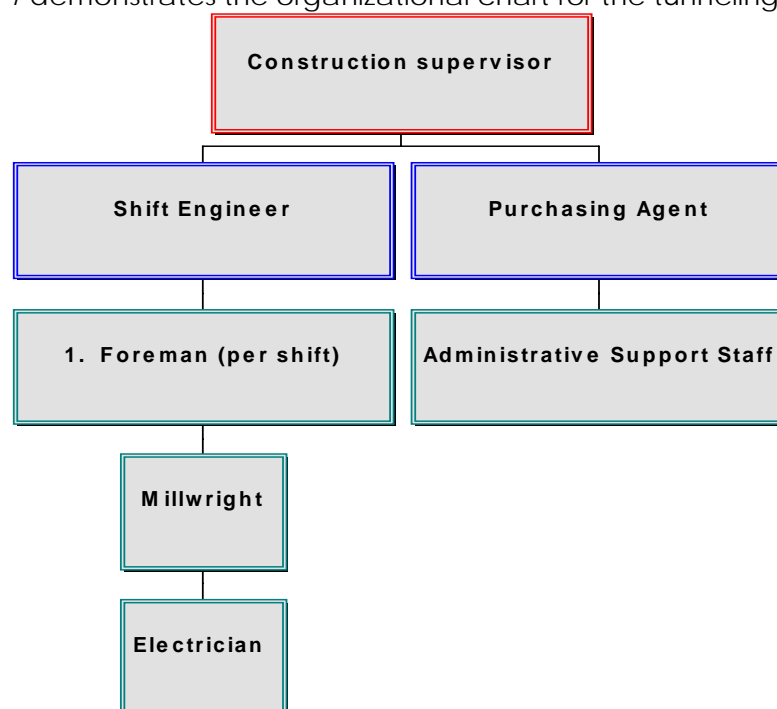 demonstrates the organizational chart for the tunneling
Construction supervisor
Shift Engineer
Purchasing Agent
1. Foreman (per shift)
Administrative Support Staff
Millwright
Electrician